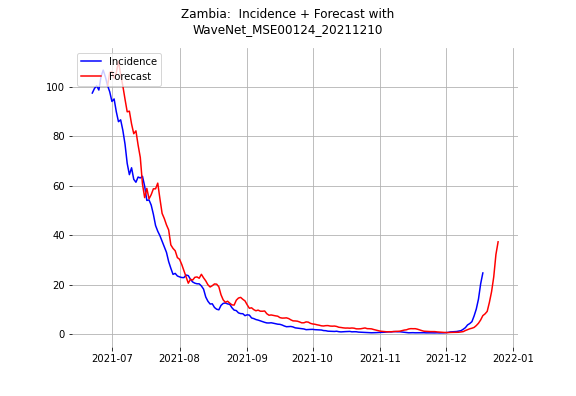 Zambia:  Incidence + Forecast with
WaveNet_MSE00124_20211210
Incidence
Forecast
100
80
60
40
20
0
2021-07 2021-08 2021-09 2021-10 2021-11 2021-12 2022-01